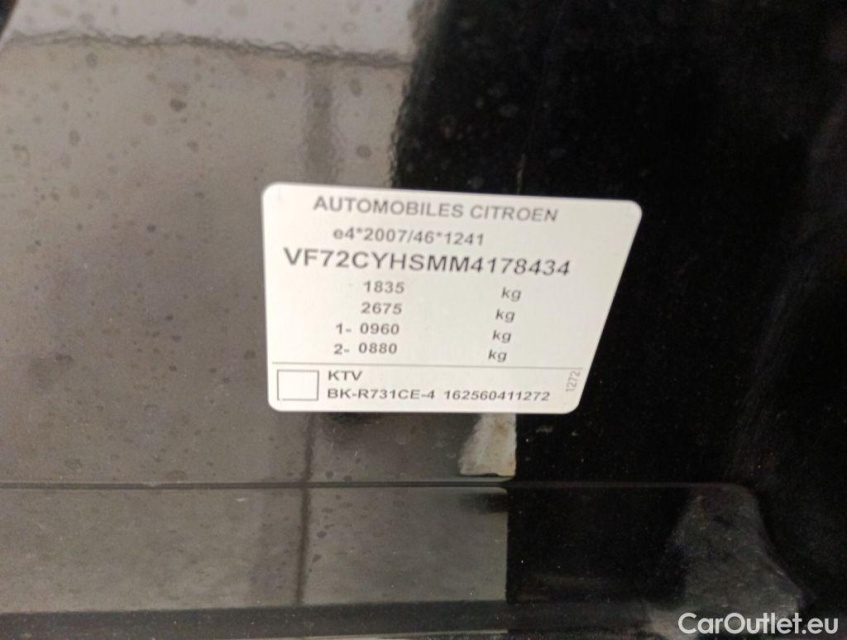 AUTOMOBILES CITROEN
e4*2007/46*1241
VF72CYHSMM4178434
1835 kg
2675 kg
1- 0960 kg
2- 0880 kg
KTV
BK-R731CE-4 162560411272
1272
CarOutlet.eu